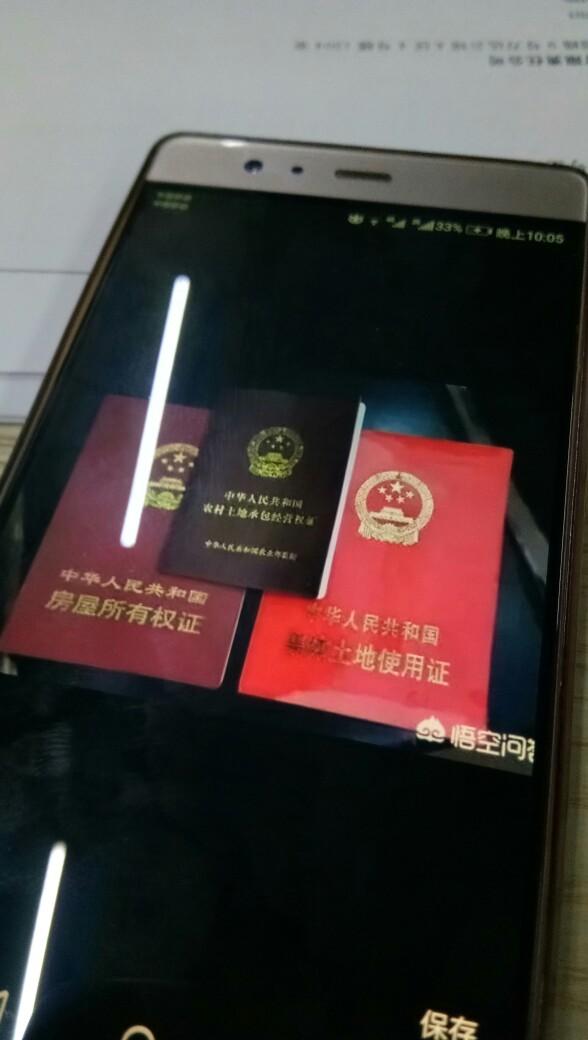 33% 晚上10:05
中华人民共和国
农村土地承包经营权证
中华人民共和国农业部监制
中华人民共和国
房屋所有权证
中华人民共和国
集体土地使用证
悟空问答
保存